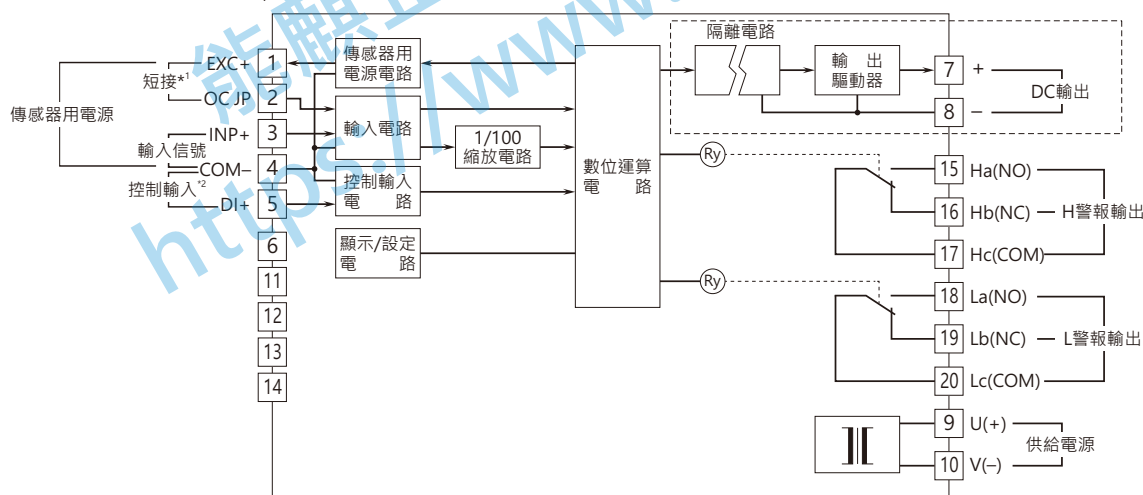 能顧
https://www.
傳感器用電源
短接*1
EXC+
1
OC JP
2
INP+
3
輸入信號
COM–
4
控制輸入*2
DI+
5
6
11
12
13
14
傳感器用
電源電路
輸入電路
1/100
縮放電路
控制輸入
電路
顯示/設定
電路
數位運算
電路
隔離電路
輸出
驅動器
7
+
8
–
DC輸出
Ry
15
Ha(NO)
16
Hb(NC)
H警報輸出
17
Hc(COM)
Ry
18
La(NO)
19
Lb(NC)
L警報輸出
20
Lc(COM)
9
U(+)
供給電源
10
V(–)